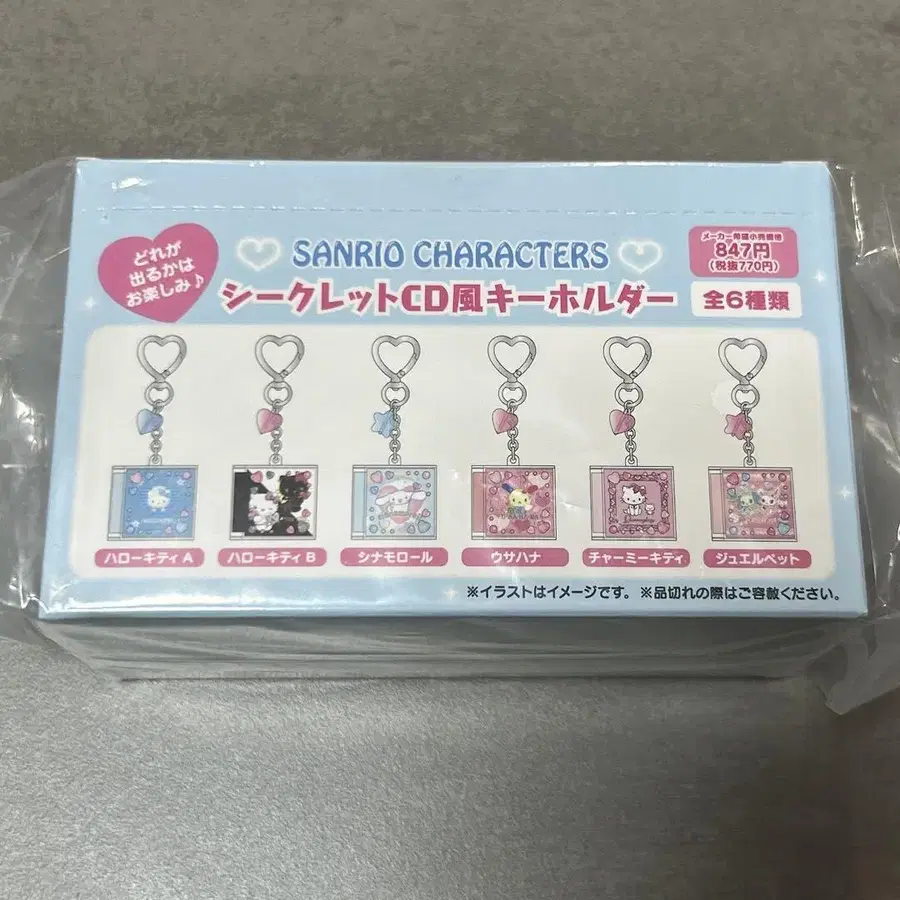 どれが
出るかは
お楽しみ♪
SANRIO CHARACTERS
シークレットCD風キーホルダー
メーカー希望小売価格
847円
(税抜770円)
全6種類
ハローキティ A
ハローキティ B
シナモロール
ウサハナ
チャーミーキティ
ジュエルペット
※イラストはイメージです。 ※品切れの際はご容赦ください。